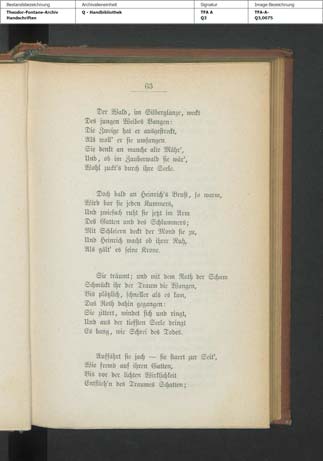 Bestandsbezeichnung Archivalieneinheit Signatur Image Bezeichnung
Theodor-Fontane-Archiv Q - Handbibliothek TFA A TFA-A-
Handschriften Q3 Q3,0075
63
Der Wald, im Silberglanze, weckt
Des jungen Weibes Bangen:
Die Zweige hat er ausgestreckt,
Als woll' er sie umfangen.
Sie denkt an manche alte Mähr',
Und, ob im Zauberwald sie wär',
Wohl zuckt's durch ihre Seele.
Doch bald an Heinrich's Brust, so warm,
Wird bar sie jeden Kummers,
Und zwiefach ruht sie jetzt im Arm
Des Gatten und des Schlummers;
Mit Schleiern deckt der Mond sie zu,
Und Heinrich wacht ob ihrer Ruh,
Als gält' es seine Krone.
Sie träumt; und mit dem Roth der Scham
Schmückt ihr der Traum die Wangen,
Bis plötzlich, schneller als es kam,
Das Roth dahin gegangen:
Sie zittert, windet sich und ringt,
Und aus der tiefsten Seele dringt
Es bang, wie Schrei des Todes.
Auffährt sie jach — sie starrt zur Seit',
Wie fremd auf ihren Gatten,
Bis vor der lichten Wirklichkeit
Entflieh'n des Traumes Schatten;